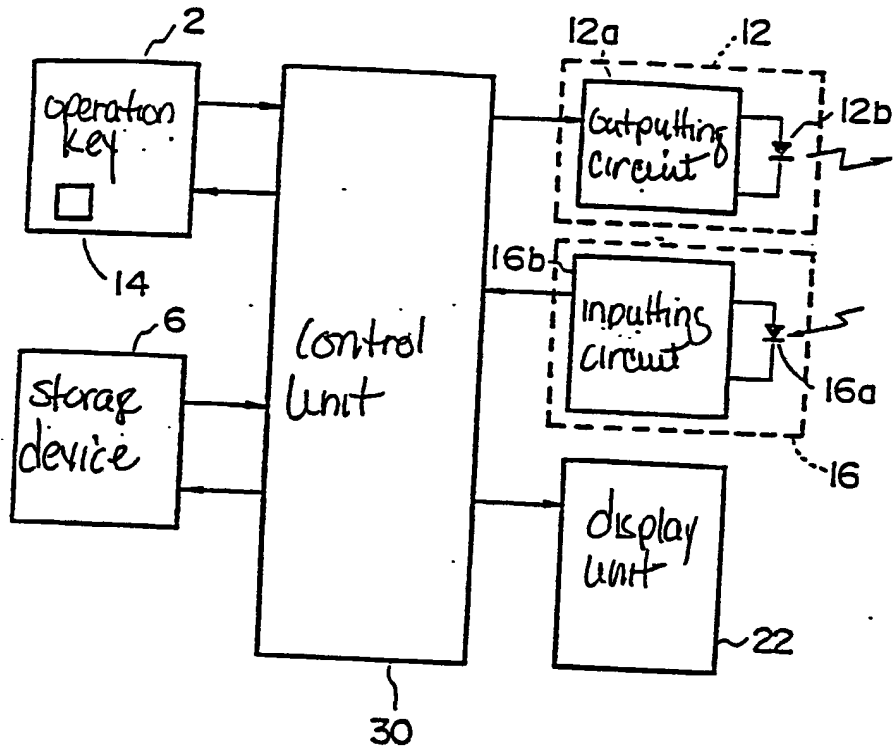 2
operation
key
14
6
storage
device
control
unit
30
12a
12
outputting
circuit
12b
16b
inputting
circuit
16a
16
display
unit
22